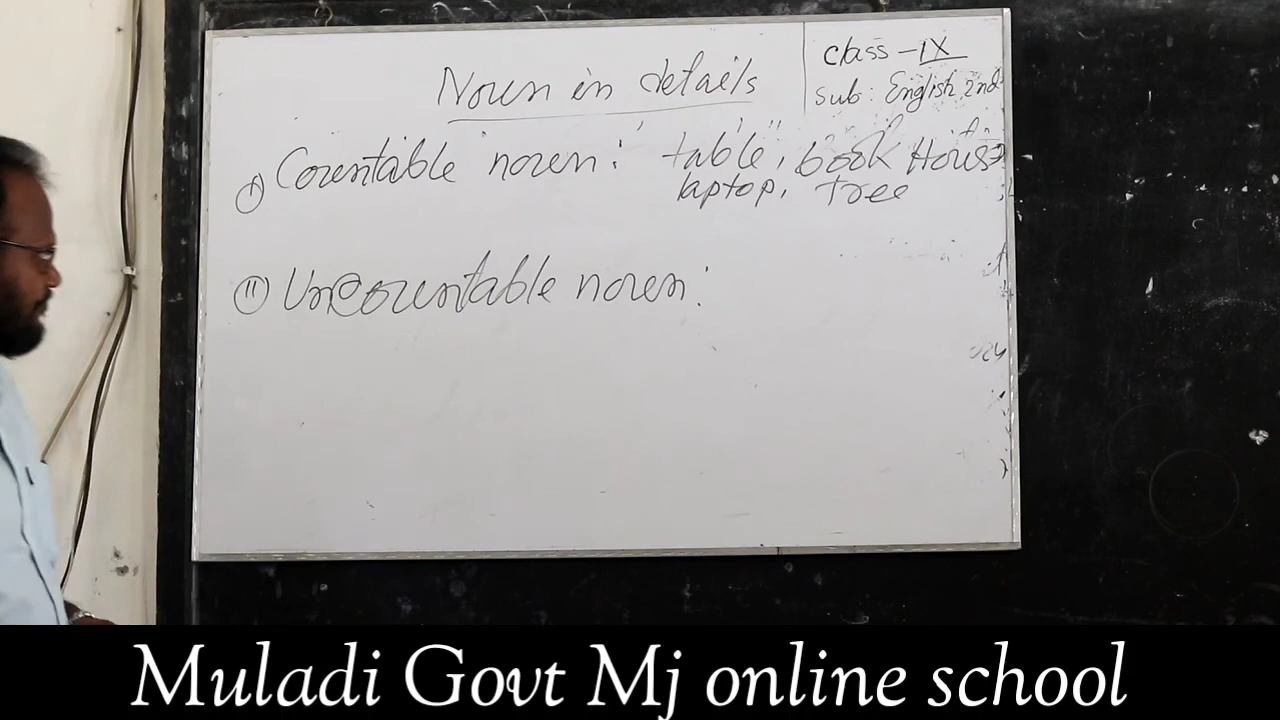 Noun in details
class - IX
sub: English 2nd
(i) Countable noun: table, book House
laptop, Tree
(ii) Uncountable noun:
Muladi Govt Mj online school